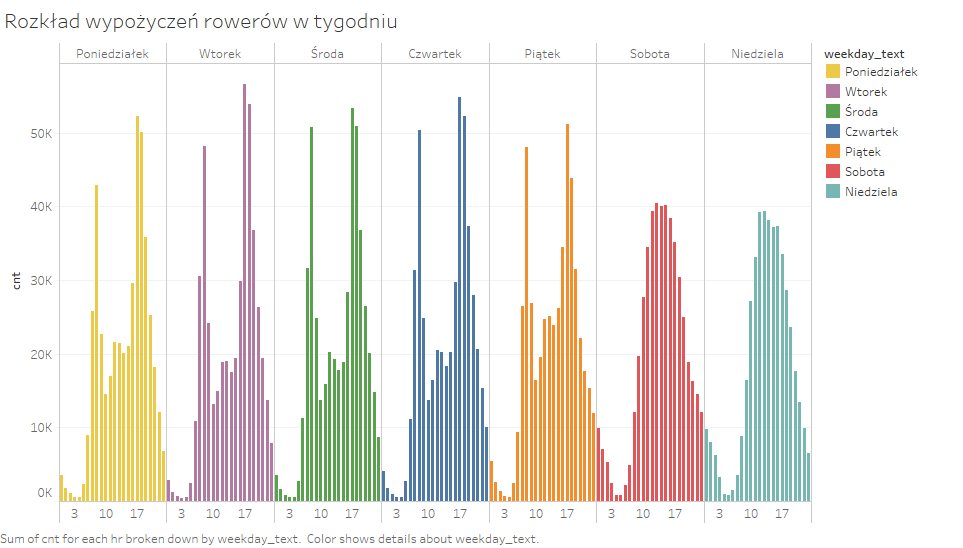 Rozkład wypożyczeń rowerów w tygodniu
Poniedziałek Wtorek Środa Czwartek Piątek Sobota Niedziela
weekday_text
Poniedziałek
Wtorek
Środa
Czwartek
Piątek
Sobota
Niedziela
50K
40K
30K
20K
10K
0K
cnt
3 10 17 3 10 17 3 10 17 3 10 17 3 10 17 3 10 17 3 10 17
Sum of cnt for each hr broken down by weekday_text. Color shows details about weekday_text.